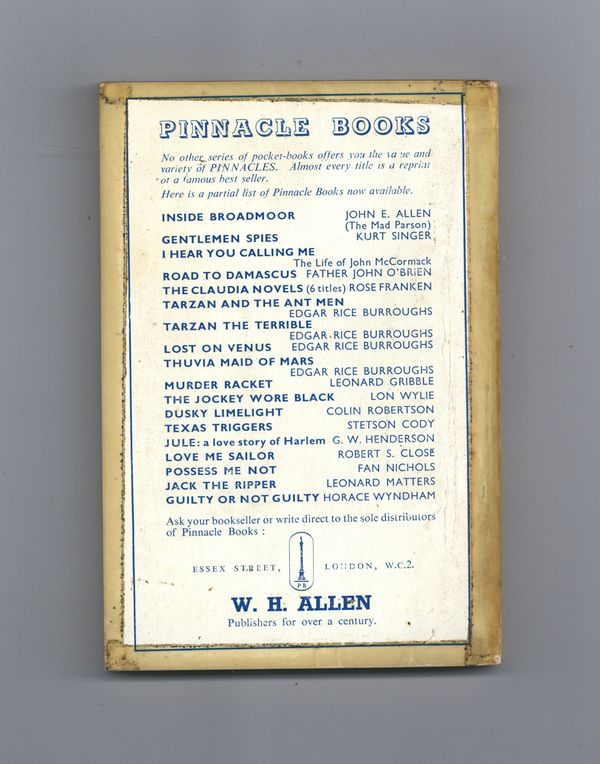 PINNACLE BOOKS
No other series of pocket-books offers you the value and
variety of PINNACLES. Almost every title is a reprint
of a famous best seller.
Here is a partial list of Pinnacle Books now available.
INSIDE BROADMOOR JOHN E. ALLEN
(The Mad Parson)
GENTLEMEN SPIES KURT SINGER
I HEAR YOU CALLING ME
The Life of John McCormack
ROAD TO DAMASCUS FATHER JOHN O'BRIEN
THE CLAUDIA NOVELS (6 titles) ROSE FRANKEN
TARZAN AND THE ANT MEN
EDGAR RICE BURROUGHS
TARZAN THE TERRIBLE
EDGAR RICE BURROUGHS
LOST ON VENUS EDGAR RICE BURROUGHS
THUVIA MAID OF MARS
EDGAR RICE BURROUGHS
MURDER RACKET LEONARD GRIBBLE
THE JOCKEY WORE BLACK LON WYLIE
DUSKY LIMELIGHT COLIN ROBERTSON
TEXAS TRIGGERS STETSON CODY
JULE: a love story of Harlem G. W. HENDERSON
LOVE ME SAILOR ROBERT S. CLOSE
POSSESS ME NOT FAN NICHOLS
JACK THE RIPPER LEONARD MATTERS
GUILTY OR NOT GUILTY HORACE WYNDHAM
Ask your bookseller or write direct to the sole distributors
of Pinnacle Books :
ESSEX STREET, LONDON, W.C.2.
PB
W. H. ALLEN
Publishers for over a century.